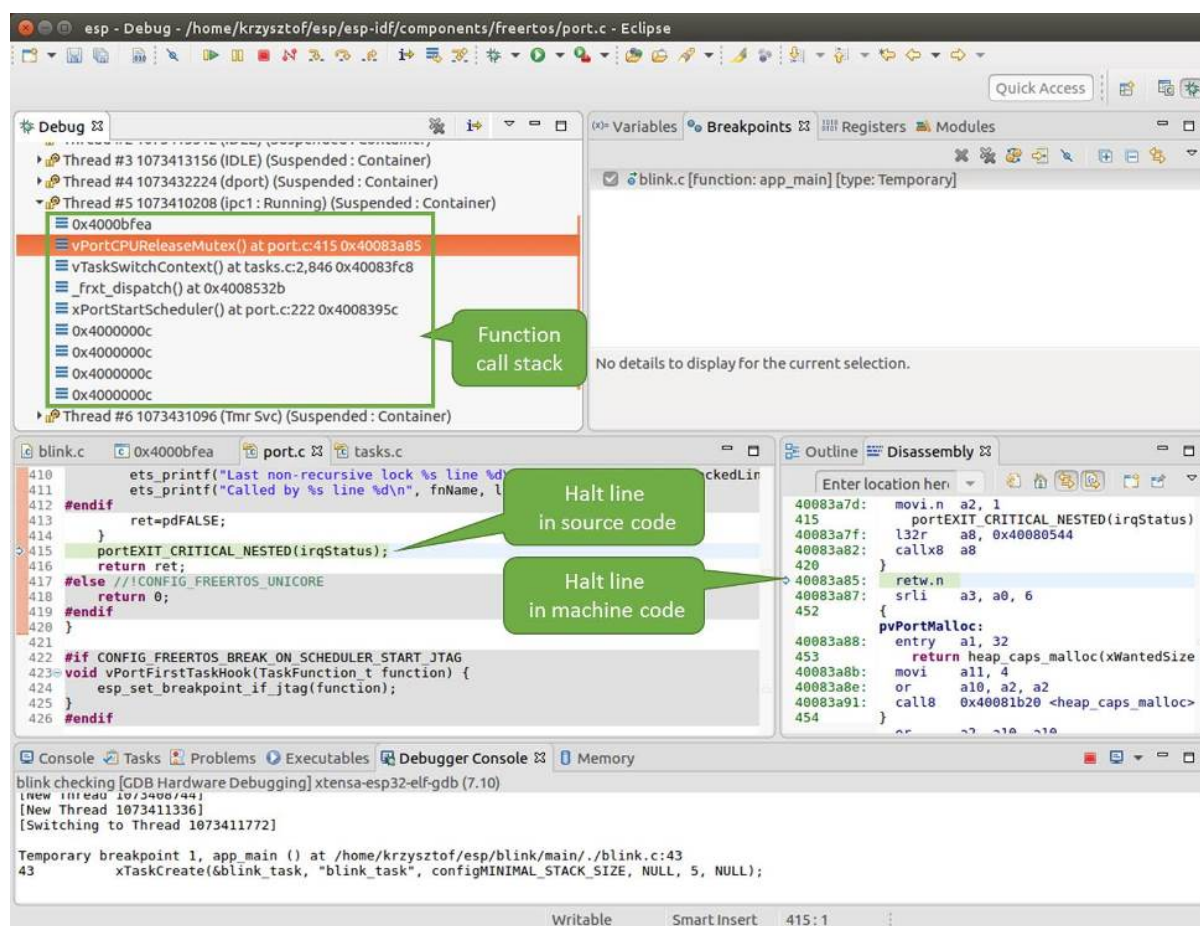 esp - Debug - /home/krzysztof/esp/esp-idf/components/freertos/port.c - Eclipse
Quick Access
Debug
Thread #3 1073413156 (IDLE) (Suspended : Container)
Thread #4 1073432224 (dport) (Suspended : Container)
Thread #5 1073410208 (ipc1 : Running) (Suspended : Container)
0x4000bfea
vPortCPUReleaseMutex() at port.c:415 0x40083a85
vTaskSwitchContext() at tasks.c:2,846 0x40083fc8
_frxt_dispatch() at 0x4008532b
xPortStartScheduler() at port.c:222 0x4008395c
0x4000000c
0x4000000c
0x4000000c
0x4000000c
Thread #6 1073431096 (Tmr Svc) (Suspended : Container)
Function
call stack
(x)= Variables Breakpoints Registers Modules
blink.c [function: app_main] [type: Temporary]
No details to display for the current selection.
blink.c 0x4000bfea port.c tasks.c
410 ets_printf("Last non-recursive lock %s line %d ckedLin
411 ets_printf("Called by %s line %d\n", fnName, l
412 #endif
413 ret=pdFALSE;
414 }
415 portEXIT_CRITICAL_NESTED(irqStatus);
416 return ret;
417 #else //!CONFIG_FREERTOS_UNICORE
418 return 0;
419 #endif
420 }
421
422 #if CONFIG_FREERTOS_BREAK_ON_SCHEDULER_START_JTAG
423 void vPortFirstTaskHook(TaskFunction_t function) {
424 esp_set_breakpoint_if_jtag(function);
425 }
426 #endif
Halt line
in source code
Halt line
in machine code
Outline Disassembly
Enter location her
40083a7d: movi.n a2, 1
415 portEXIT_CRITICAL_NESTED(irqStatus)
40083a7f: l32r a8, 0x40080544
40083a82: callx8 a8
420 }
40083a85: retw.n
40083a87: srli a3, a0, 6
452 {
pvPortMalloc:
40083a88: entry a1, 32
453 return heap_caps_malloc(xWantedSize
40083a8b: movi a11, 4
40083a8e: or a10, a2, a2
40083a91: call8 0x40081b20 <heap_caps_malloc>
454 }
Console Tasks Problems Executables Debugger Console Memory
blink checking [GDB Hardware Debugging] xtensa-esp32-elf-gdb (7.10)
[New Thread 1073408744]
[New Thread 1073411336]
[Switching to Thread 1073411772]
Temporary breakpoint 1, app_main () at /home/krzysztof/esp/blink/main/./blink.c:43
43 xTaskCreate(&blink_task, "blink_task", configMINIMAL_STACK_SIZE, NULL, 5, NULL);
Writable Smart Insert 415 : 1